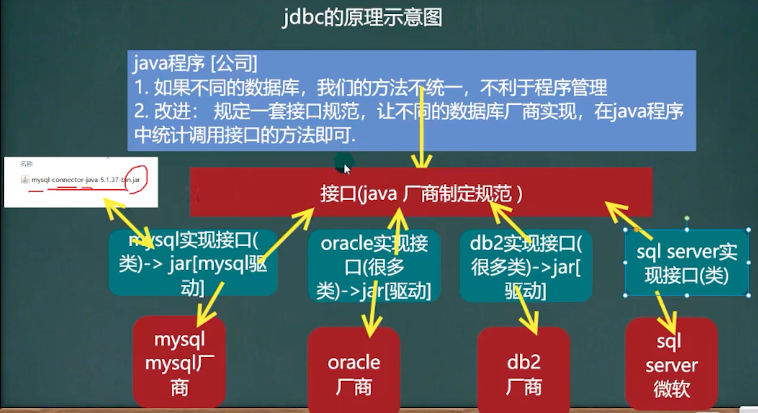 jdbc的原理示意图
java程序 [公司]
1. 如果不同的数据库，我们的方法不统一，不利于程序管理
2. 改进： 规定一套接口规范，让不同的数据库厂商实现，在java程序
中统计调用接口的方法即可.
名称
mysql-connector-java-5.1.37-bin.jar
接口(java 厂商制定规范 )
mysql实现接口(
类)-> jar[mysql驱
动]
oracle实现接
口(很多
类)->jar[驱动]
db2实现接口(
很多类)->jar[
驱动]
sql server实
现接口(类)
mysql
mysql厂
商
oracle
厂商
db2
厂商
sql
server
微软